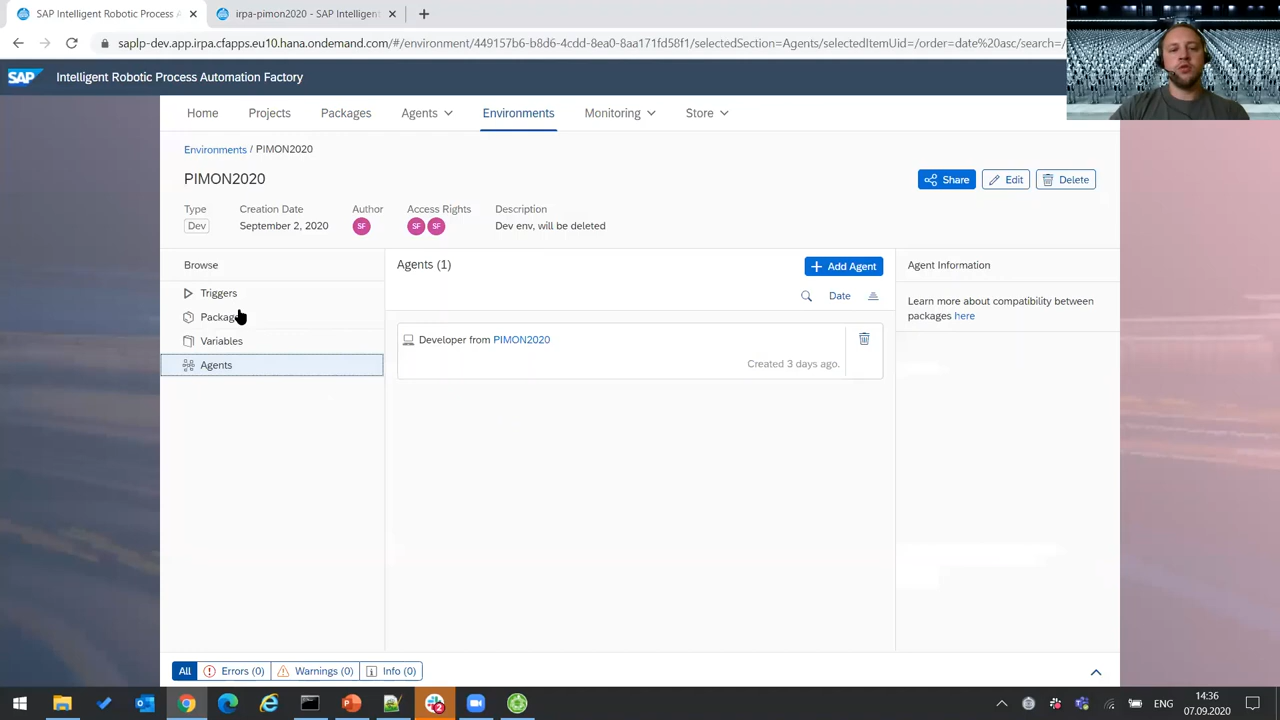 SAP Intelligent Robotic Process A
irpa-pimon2020 - SAP Intelligent
saplp-dev.app.irpa.cfapps.eu10.hana.ondemand.com/#/environment/449157b6-b8d6-4cdd-8ea0-8aa171fd58f1/selectedSection=Agents/selectedItemUid=/order=date%20asc/search=/
SAP Intelligent Robotic Process Automation Factory
Home Projects Packages Agents Environments Monitoring Store
Environments / PIMON2020
PIMON2020
Share Edit Delete
Type Creation Date Author Access Rights Description
Dev September 2, 2020 SF SF SF Dev env, will be deleted
Browse
Agents (1)
Add Agent
Agent Information
Triggers
Date
Learn more about compatibility between
packages here
Variables
Developer from PIMON2020
Agents
Created 3 days ago.
All Errors (0) Warnings (0) Info (0)
ENG
14:36
07.09.2020